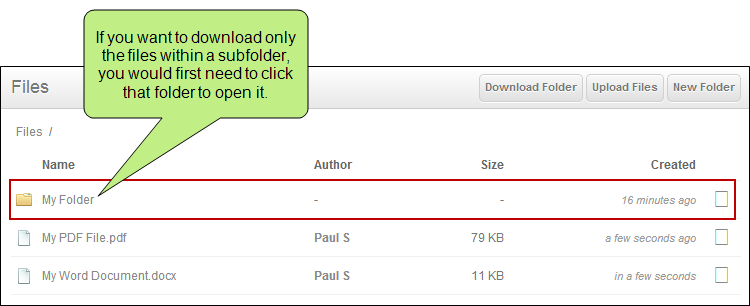 If you want to download only
the files within a subfolder,
you would first need to click
that folder to open it.
Files
Download Folder
Upload Files
New Folder
Files /
Name Author Size Created
My Folder - - 16 minutes ago
My PDF File.pdf Paul S 79 KB a few seconds ago
My Word Document.docx Paul S 11 KB in a few seconds